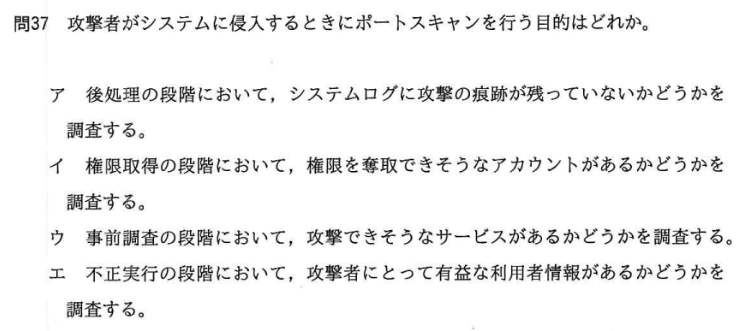 問37 攻撃者がシステムに侵入するときにポートスキャンを行う目的はどれか。
ア 後処理の段階において，システムログに攻撃の痕跡が残っていないかどうかを
調査する。
イ 権限取得の段階において，権限を奪取できそうなアカウントがあるかどうかを
調査する。
ウ 事前調査の段階において，攻撃できそうなサービスがあるかどうかを調査する。
エ 不正実行の段階において，攻撃者にとって有益な利用者情報があるかどうかを
調査する。